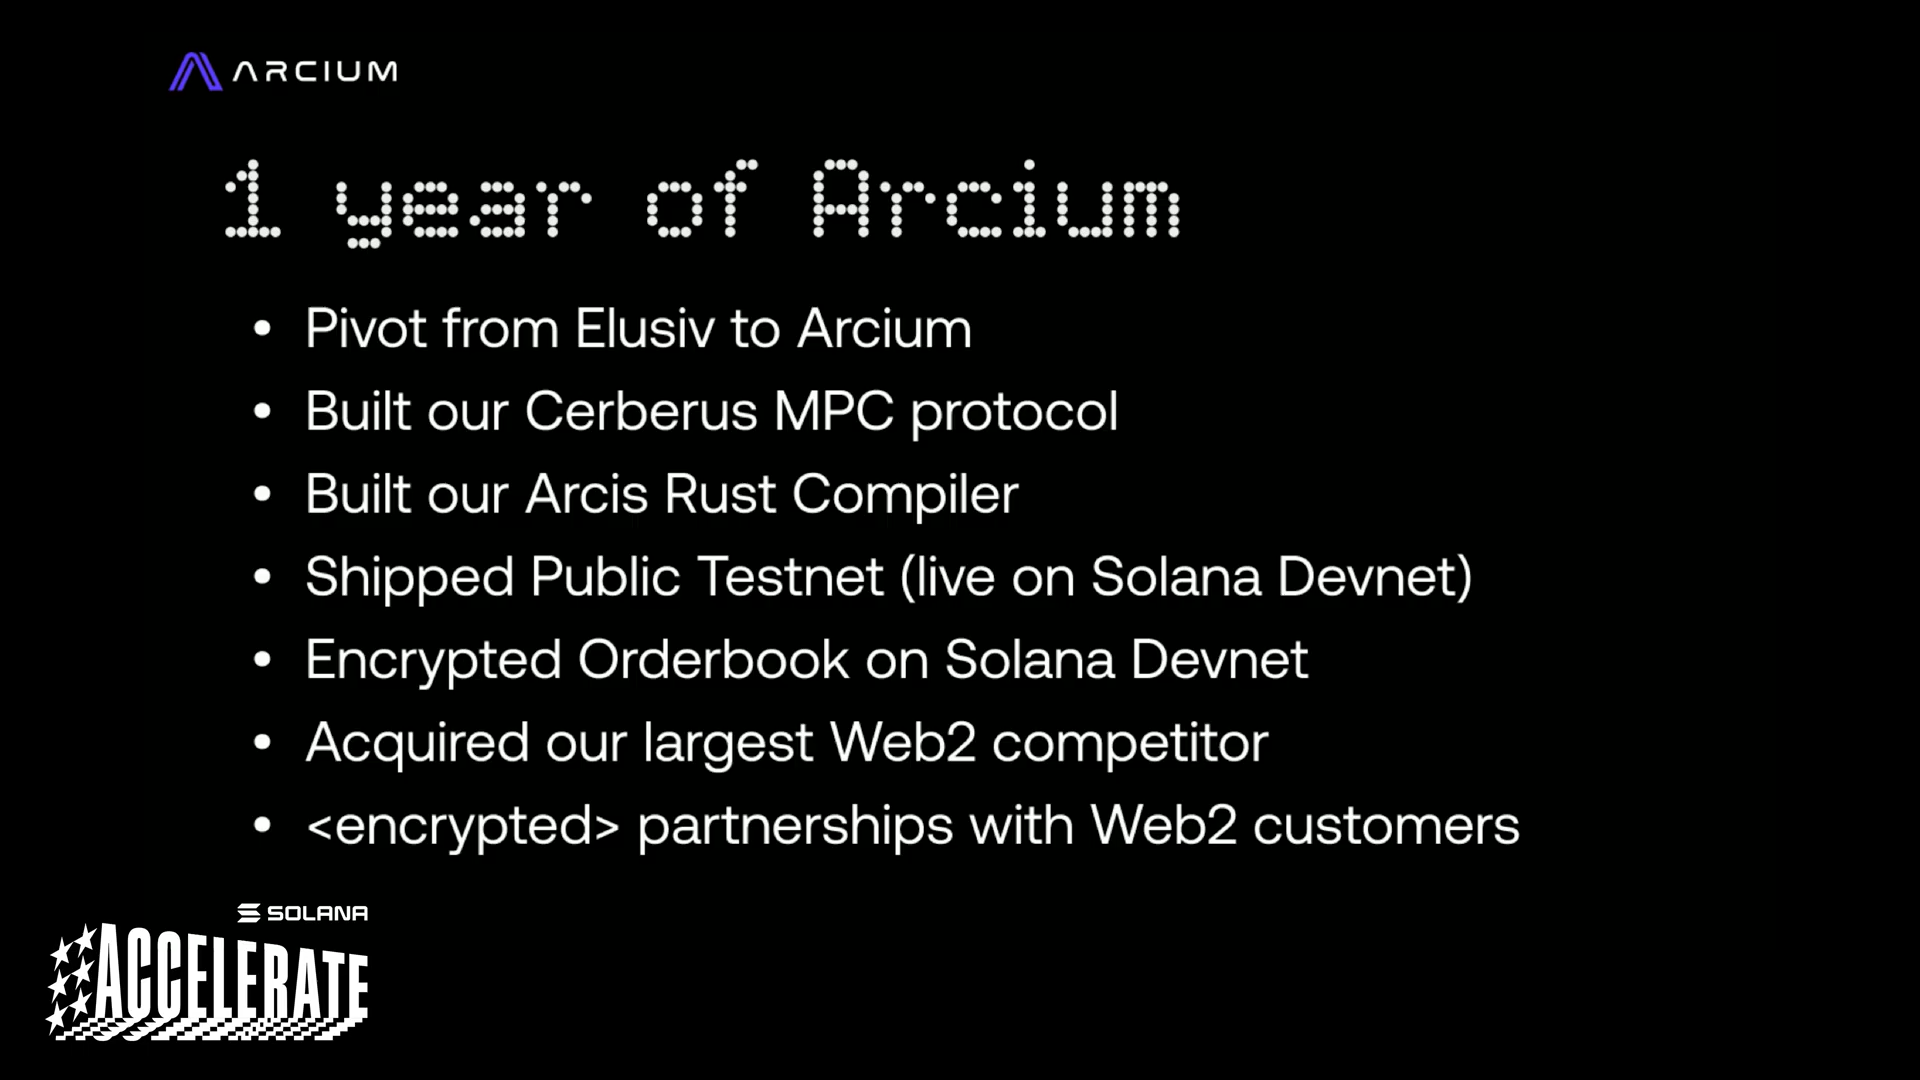 ARCIUM
1 year of Arcium
• Pivot from Elusiv to Arcium
• Built our Cerberus MPC protocol
• Built our Arcis Rust Compiler
• Shipped Public Testnet (live on Solana Devnet)
• Encrypted Orderbook on Solana Devnet
• Acquired our largest Web2 competitor
• <encrypted> partnerships with Web2 customers
SOLANA
ACCELERATE